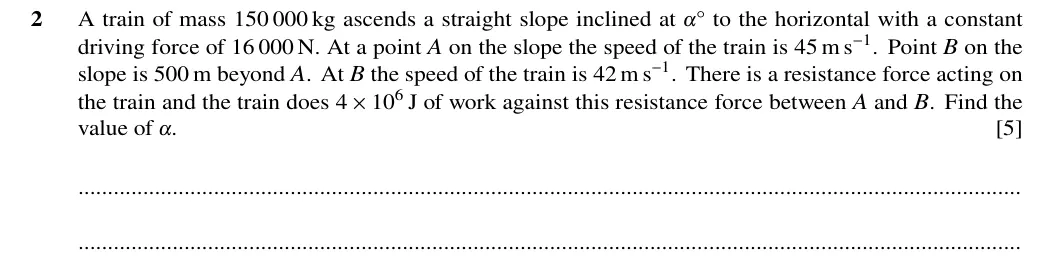 2 A train of mass 150 000 kg ascends a straight slope inclined at α° to the horizontal with a constant
driving force of 16 000 N. At a point A on the slope the speed of the train is 45 m s⁻¹. Point B on the
slope is 500 m beyond A. At B the speed of the train is 42 m s⁻¹. There is a resistance force acting on
the train and the train does 4 × 10⁶ J of work against this resistance force between A and B. Find the
value of α. [5]